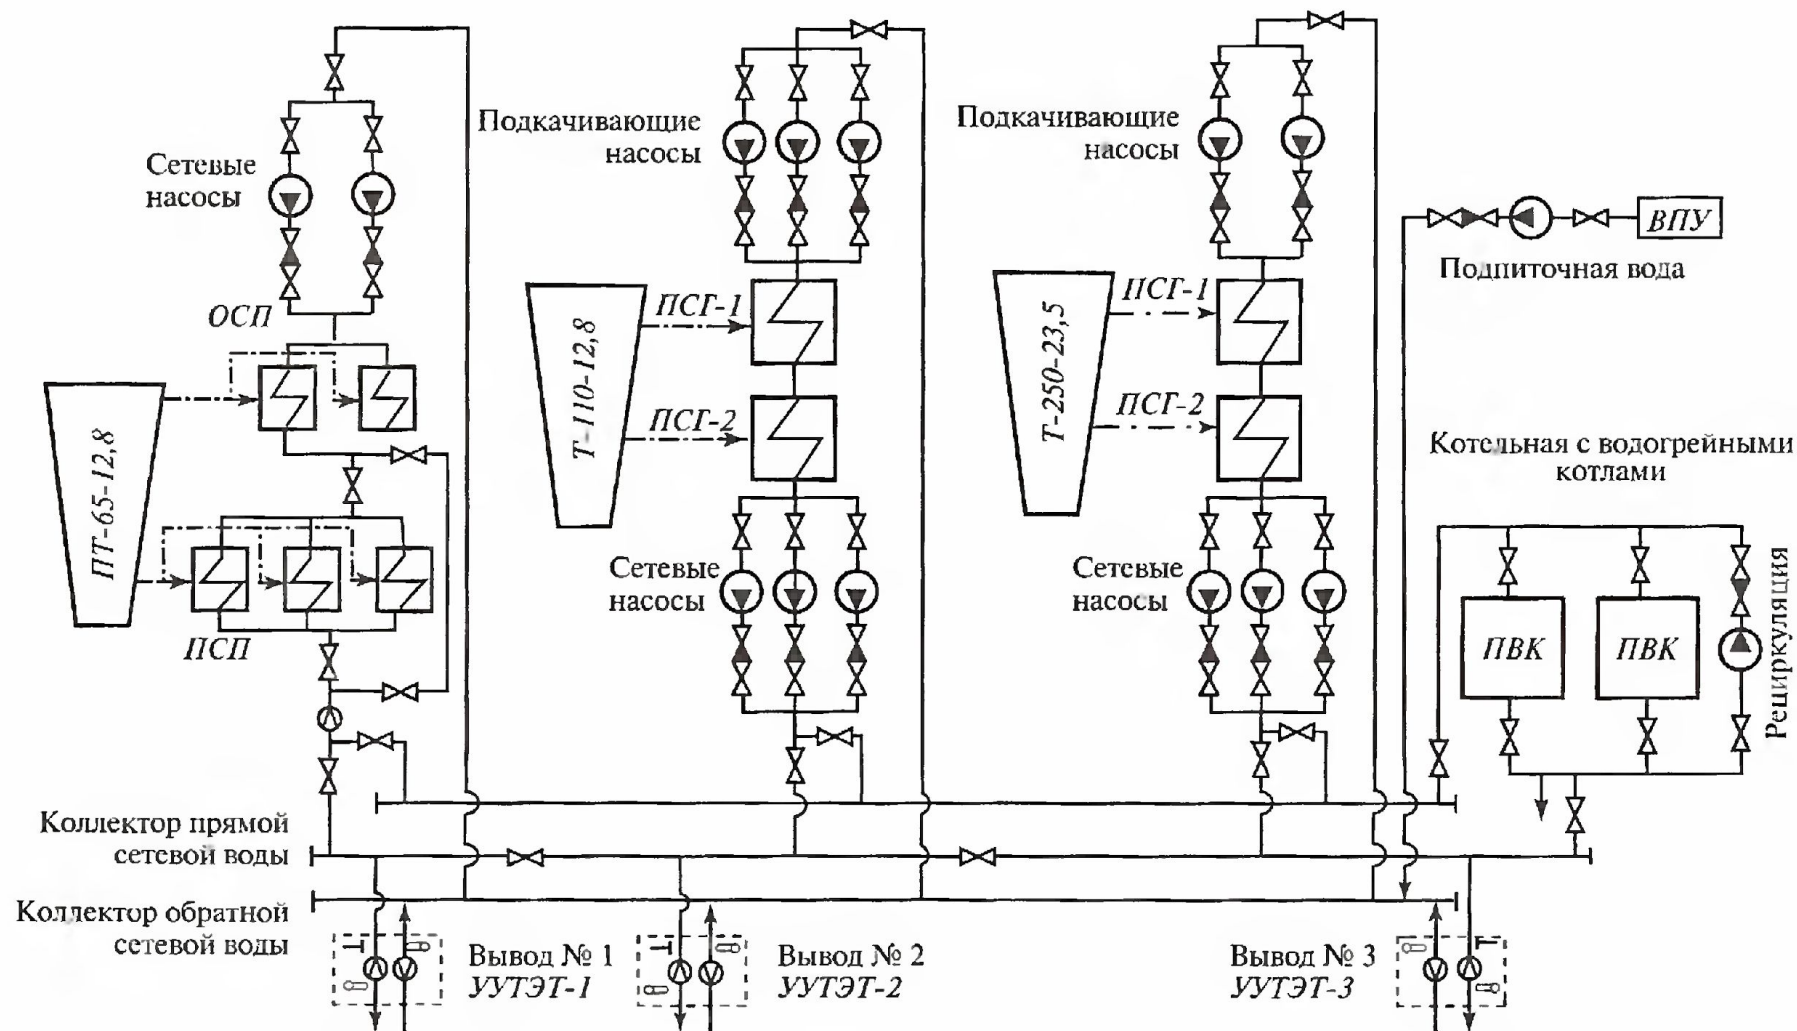 Подкачивающие
насосы
Подкачивающие
насосы
Сетевые
насосы
ВПУ
Подпиточная вода
ОСП
ПСГ-1
ПСГ-1
ПТ-65-12,8
Т-110-12,8
Т-250-23,5
ПСГ-2
ПСГ-2
Котельная с водогрейными
котлами
Сетевые
насосы
Сетевые
насосы
ПСП
ПВК
ПВК
Рециркуляция
Коллектор прямой
сетевой воды
Коллектор обратной
сетевой воды
Вывод № 1
УУТЭТ-1
Вывод № 2
УУТЭТ-2
Вывод № 3
УУТЭТ-3